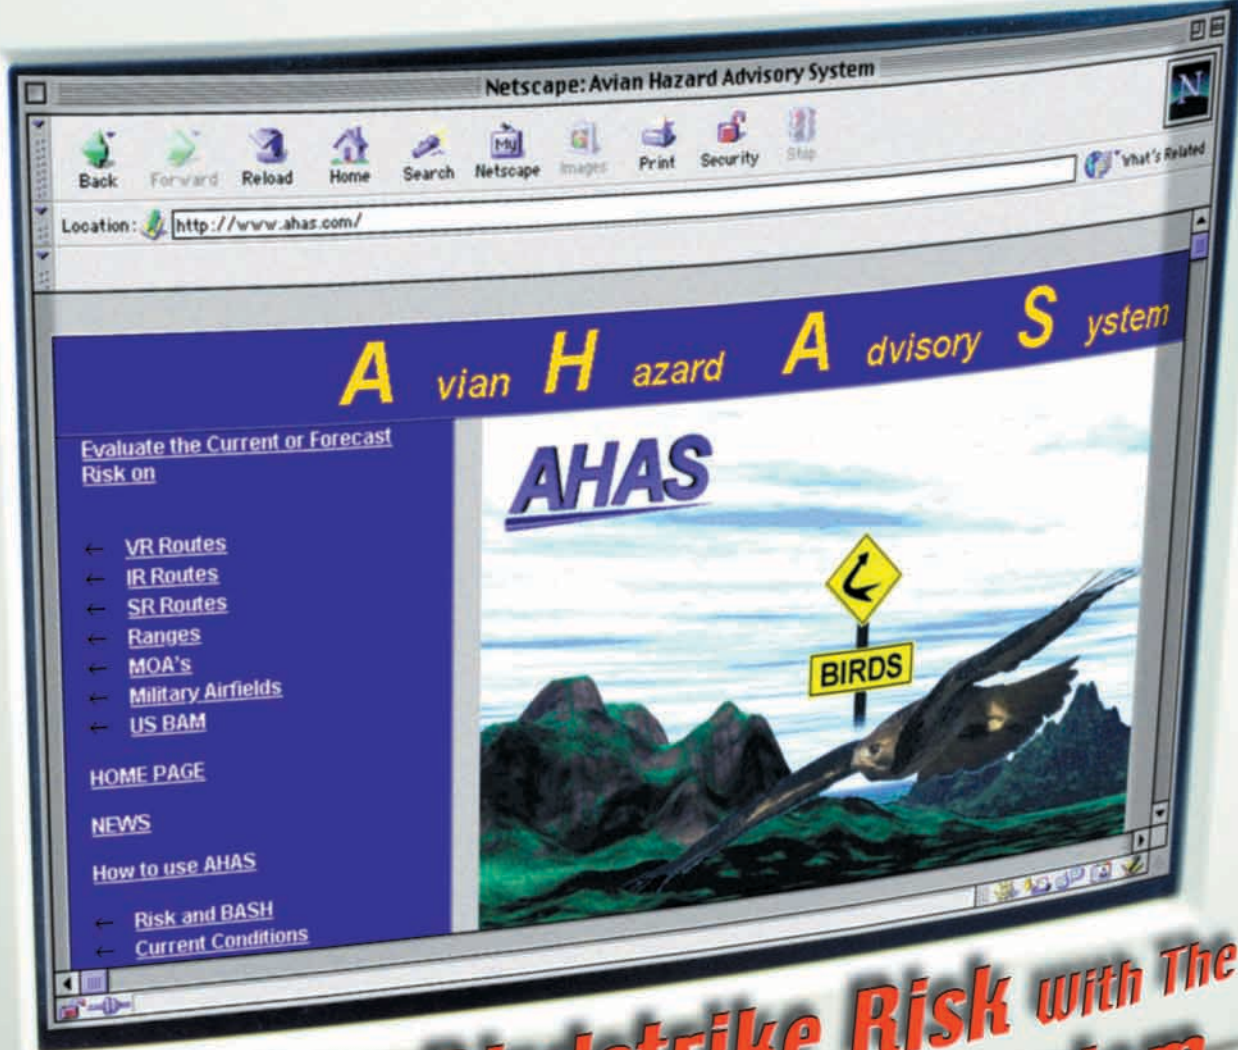 Netscape: Avian Hazard Advisory System
N
Back Forward Reload Home Search Netscape Images Print Security Stop
My
What's Related
Location: http://www.ahas.com/
A vian H azard A dvisory S ystem
Evaluate the Current or Forecast
Risk on
← VR Routes
← IR Routes
← SR Routes
← Ranges
← MOA's
← Military Airfields
← US BAM
HOME PAGE
NEWS
How to use AHAS
← Risk and BASH
← Current Conditions
AHAS
BIRDS
Risk With The